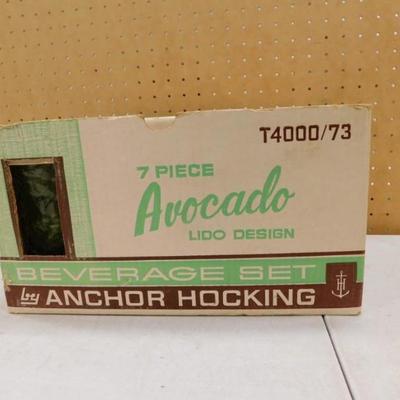 T4000/73
7 PIECE
Avocado
LIDO DESIGN
BEVERAGE SET
by ANCHOR HOCKING